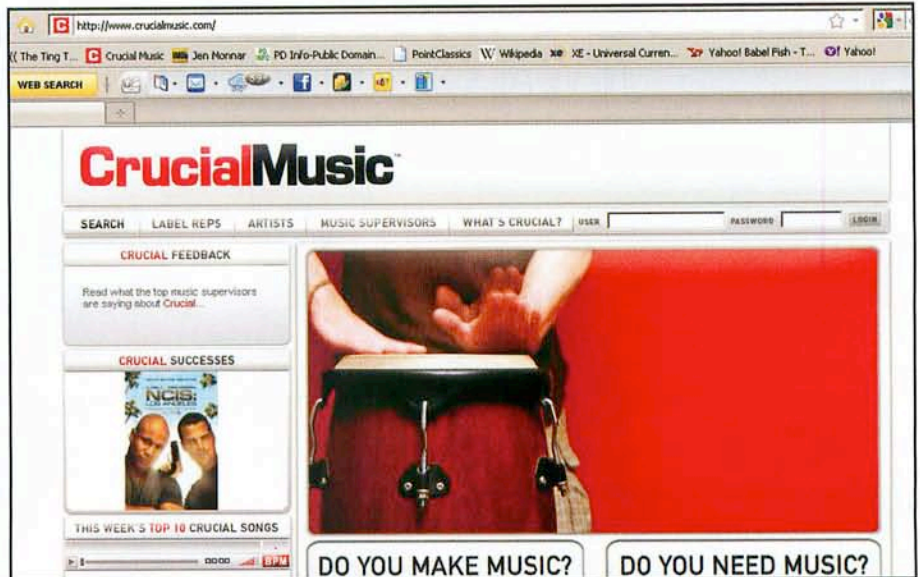 http://www.crucialmusic.com/
The Ting T... Crucial Music Jen Monnar PD Info-Public Domain... PointClassics Wikipedia XE - Universal Curren... Yahoo! Babel Fish - T... Yahoo!
WEB SEARCH
CrucialMusic
SEARCH LABEL REPS ARTISTS MUSIC SUPERVISORS WHAT'S CRUCIAL? USER PASSWORD LOGIN
CRUCIAL FEEDBACK
Read what the top music supervisors
are saying about Crucial...
CRUCIAL SUCCESSES
NCIS:
LOS ANGELES
THIS WEEK'S TOP 10 CRUCIAL SONGS
00:00 BPM
DO YOU MAKE MUSIC? DO YOU NEED MUSIC?